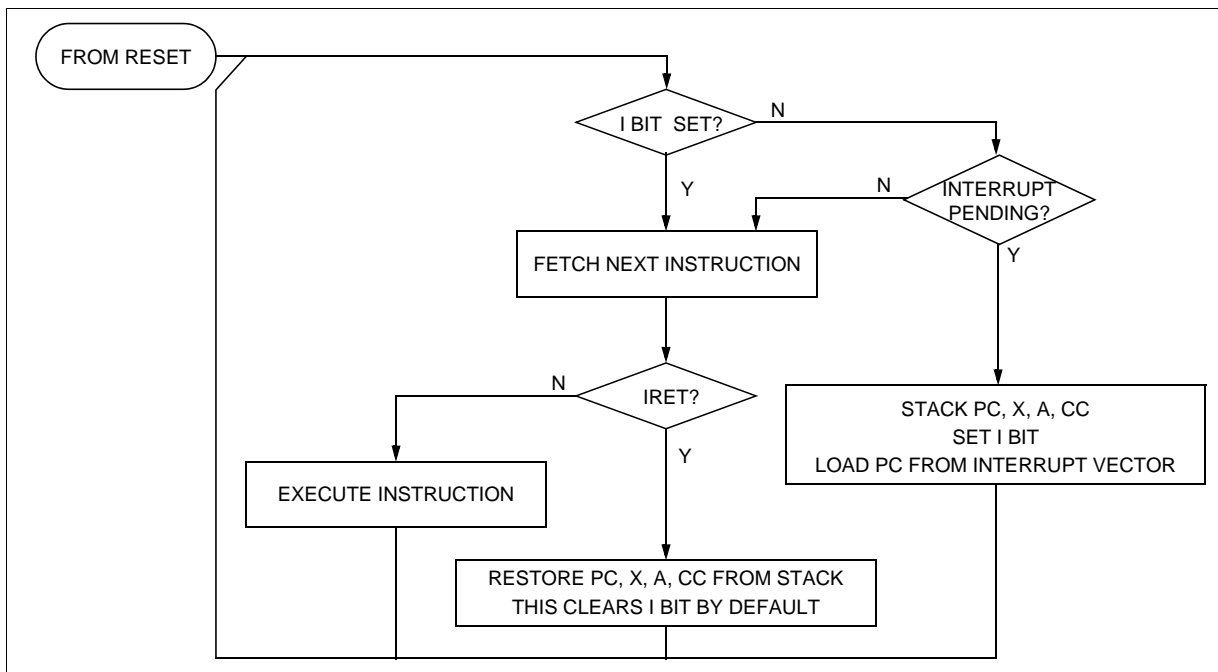 FROM RESET
I BIT SET?
N
Y
INTERRUPT
PENDING?
N
Y
FETCH NEXT INSTRUCTION
IRET?
N
Y
EXECUTE INSTRUCTION
STACK PC, X, A, CC
SET I BIT
LOAD PC FROM INTERRUPT VECTOR
RESTORE PC, X, A, CC FROM STACK
THIS CLEARS I BIT BY DEFAULT